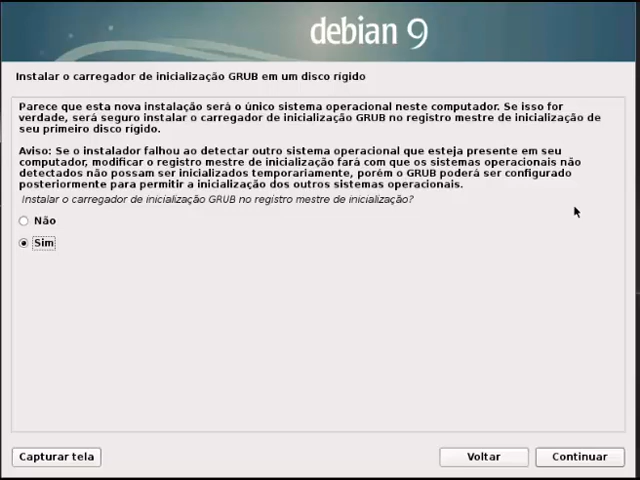 debian 9
Instalar o carregador de inicialização GRUB em um disco rígido
Parece que esta nova instalação será o único sistema operacional neste computador. Se isso for
verdade, será seguro instalar o carregador de inicialização GRUB no registro mestre de inicialização de
seu primeiro disco rígido.
Aviso: Se o instalador falhou ao detectar outro sistema operacional que esteja presente em seu
computador, modificar o registro mestre de inicialização fará com que os sistemas operacionais não
detectados não possam ser inicializados temporariamente, porém o GRUB poderá ser configurado
posteriormente para permitir a inicialização dos outros sistemas operacionais.
Instalar o carregador de inicialização GRUB no registro mestre de inicialização?
Não
Sim
Capturar tela
Voltar
Continuar